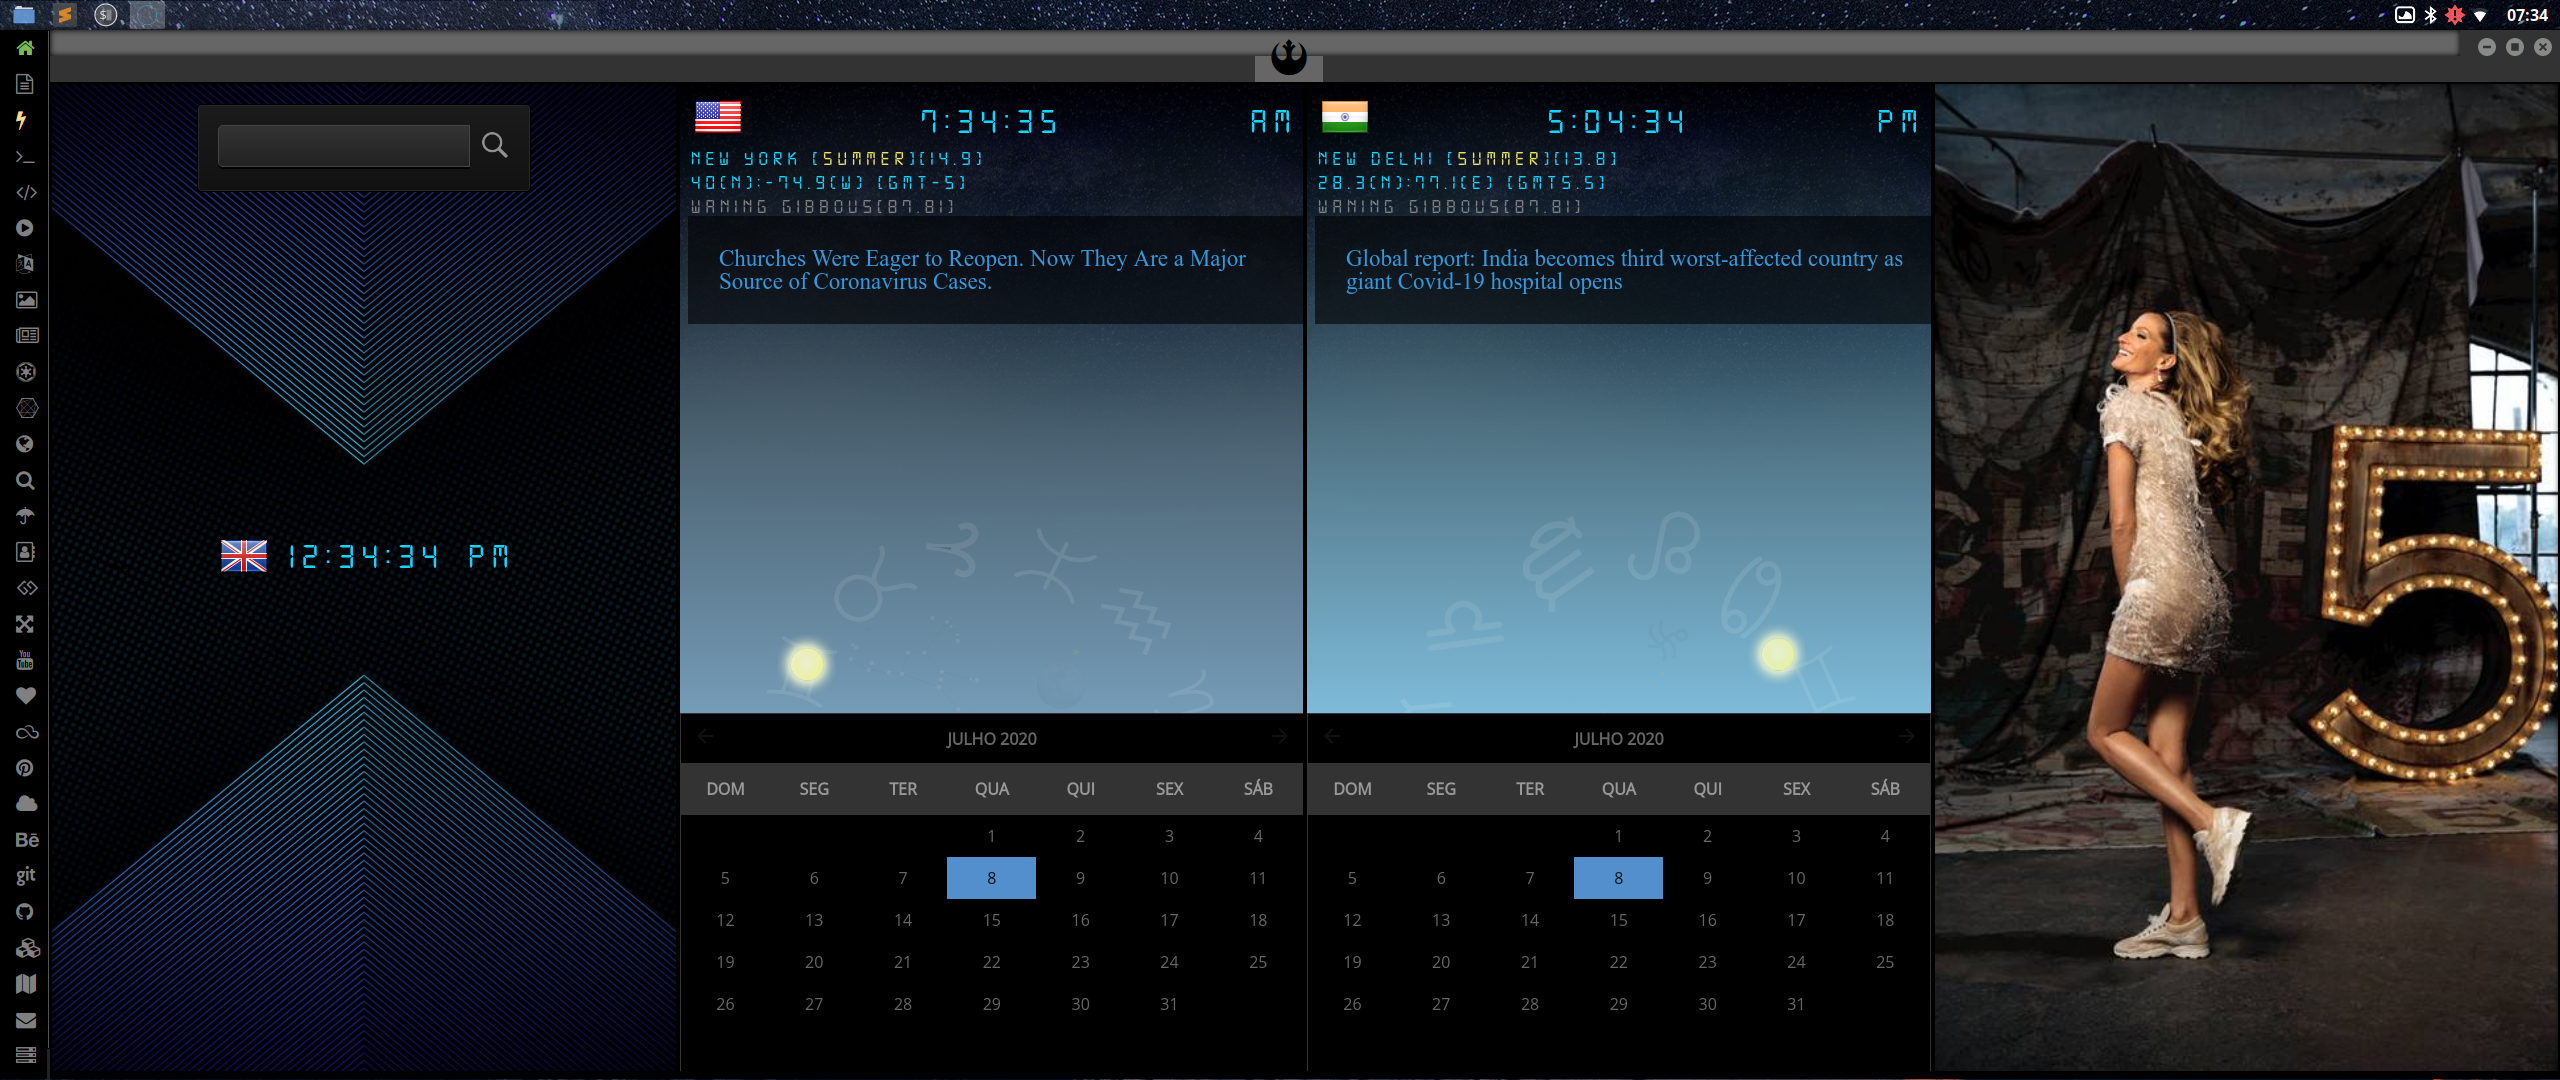 07:34
12:34:34 PM
7:34:35 AM
NEW YORK [SUMMER][14.9]
40(N):-74.9(W) [GMT-5]
WANING GIBBOUS[87.81]
Churches Were Eager to Reopen. Now They Are a Major
Source of Coronavirus Cases.
JULHO 2020
DOM SEG TER QUA QUI SEX SÁB
1 2 3 4
5 6 7 8 9 10 11
12 13 14 15 16 17 18
19 20 21 22 23 24 25
26 27 28 29 30 31
5:04:34 PM
NEW DELHI [SUMMER][13.8]
28.3(N):77.1(E) [GMT5.5]
WANING GIBBOUS[87.81]
Global report: India becomes third worst-affected country as
giant Covid-19 hospital opens
JULHO 2020
DOM SEG TER QUA QUI SEX SÁB
1 2 3 4
5 6 7 8 9 10 11
12 13 14 15 16 17 18
19 20 21 22 23 24 25
26 27 28 29 30 31
5
You
Tube
Bē
git